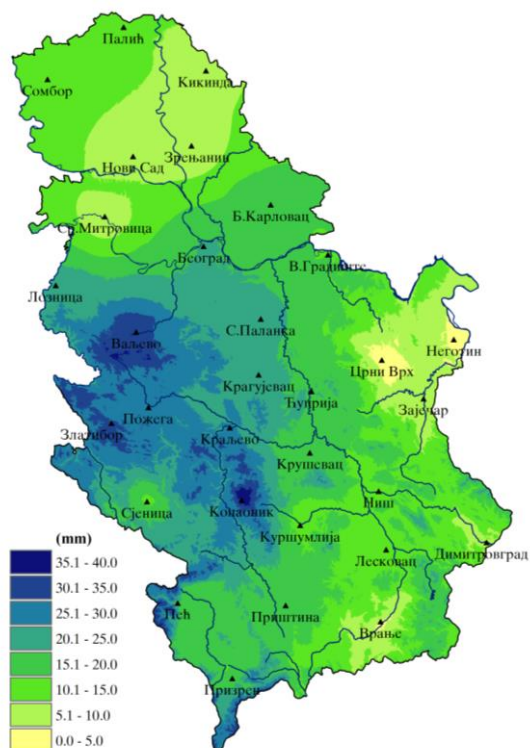 Палић
Кикинда
Сомбор
Зрењанин
Нови Сад
Б.Карловац
Ср.Митровица
Београд
В.Градиште
Лозница
С.Паланка
Ваљево
Неготин
Црни Врх
Крагујевац
Ћуприја
Зајечар
Пожега
Златибор
Краљево
Крушевац
Ниш
Сјеница
Копаоник
Куршумлија
Димитровград
Лесковац
(mm)
35.1 - 40.0
30.1 - 35.0
25.1 - 30.0
20.1 - 25.0
15.1 - 20.0
10.1 - 15.0
5.1 - 10.0
0.0 - 5.0
Пећ
Приштина
Врање
Призрен